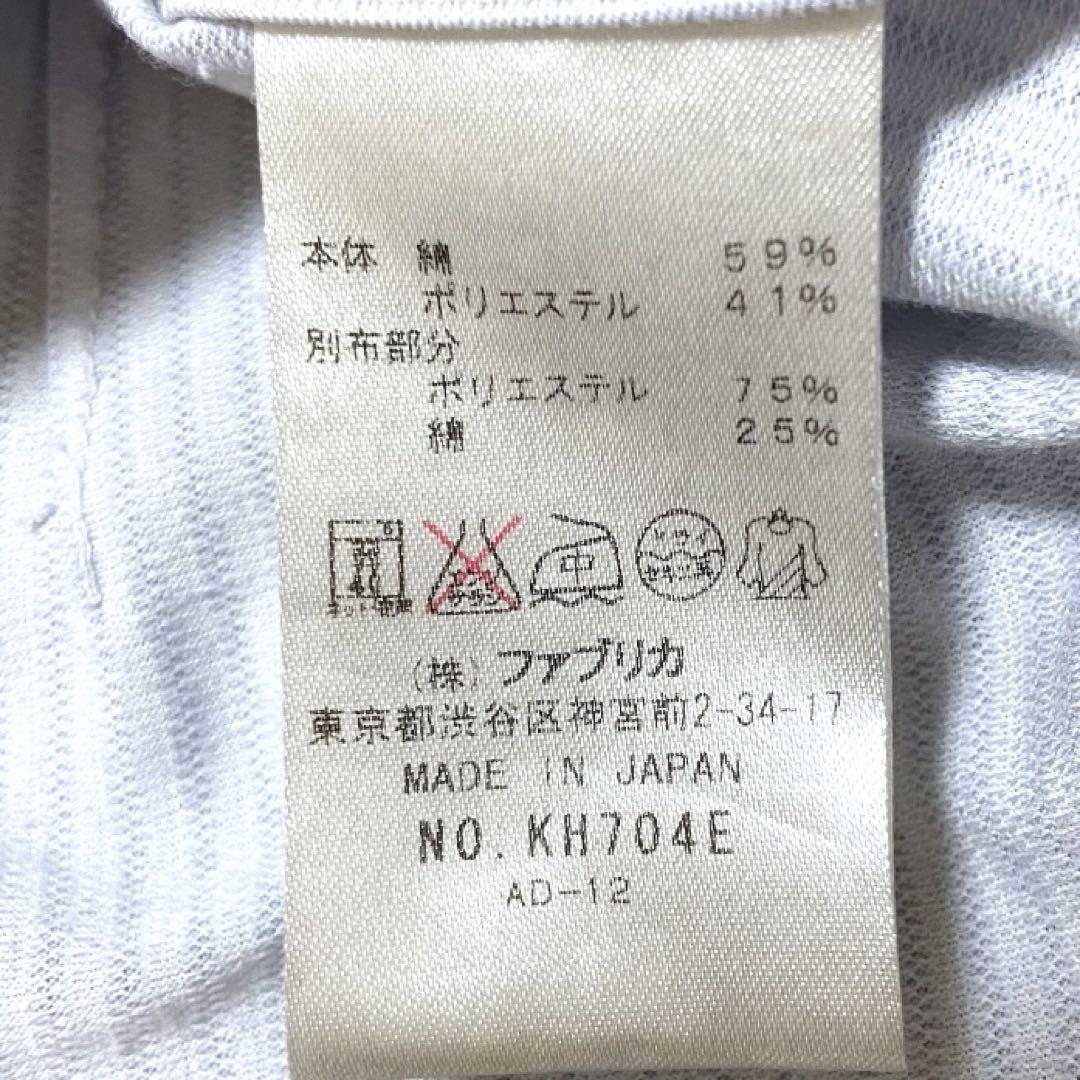 本体 綿 59%
ポリエステル 41%
別布部分
ポリエステル 75%
綿 25%
中
(株)ファブリカ
東京都渋谷区神宮前2-34-17
MADE IN JAPAN
NO. KH704E
AD-12